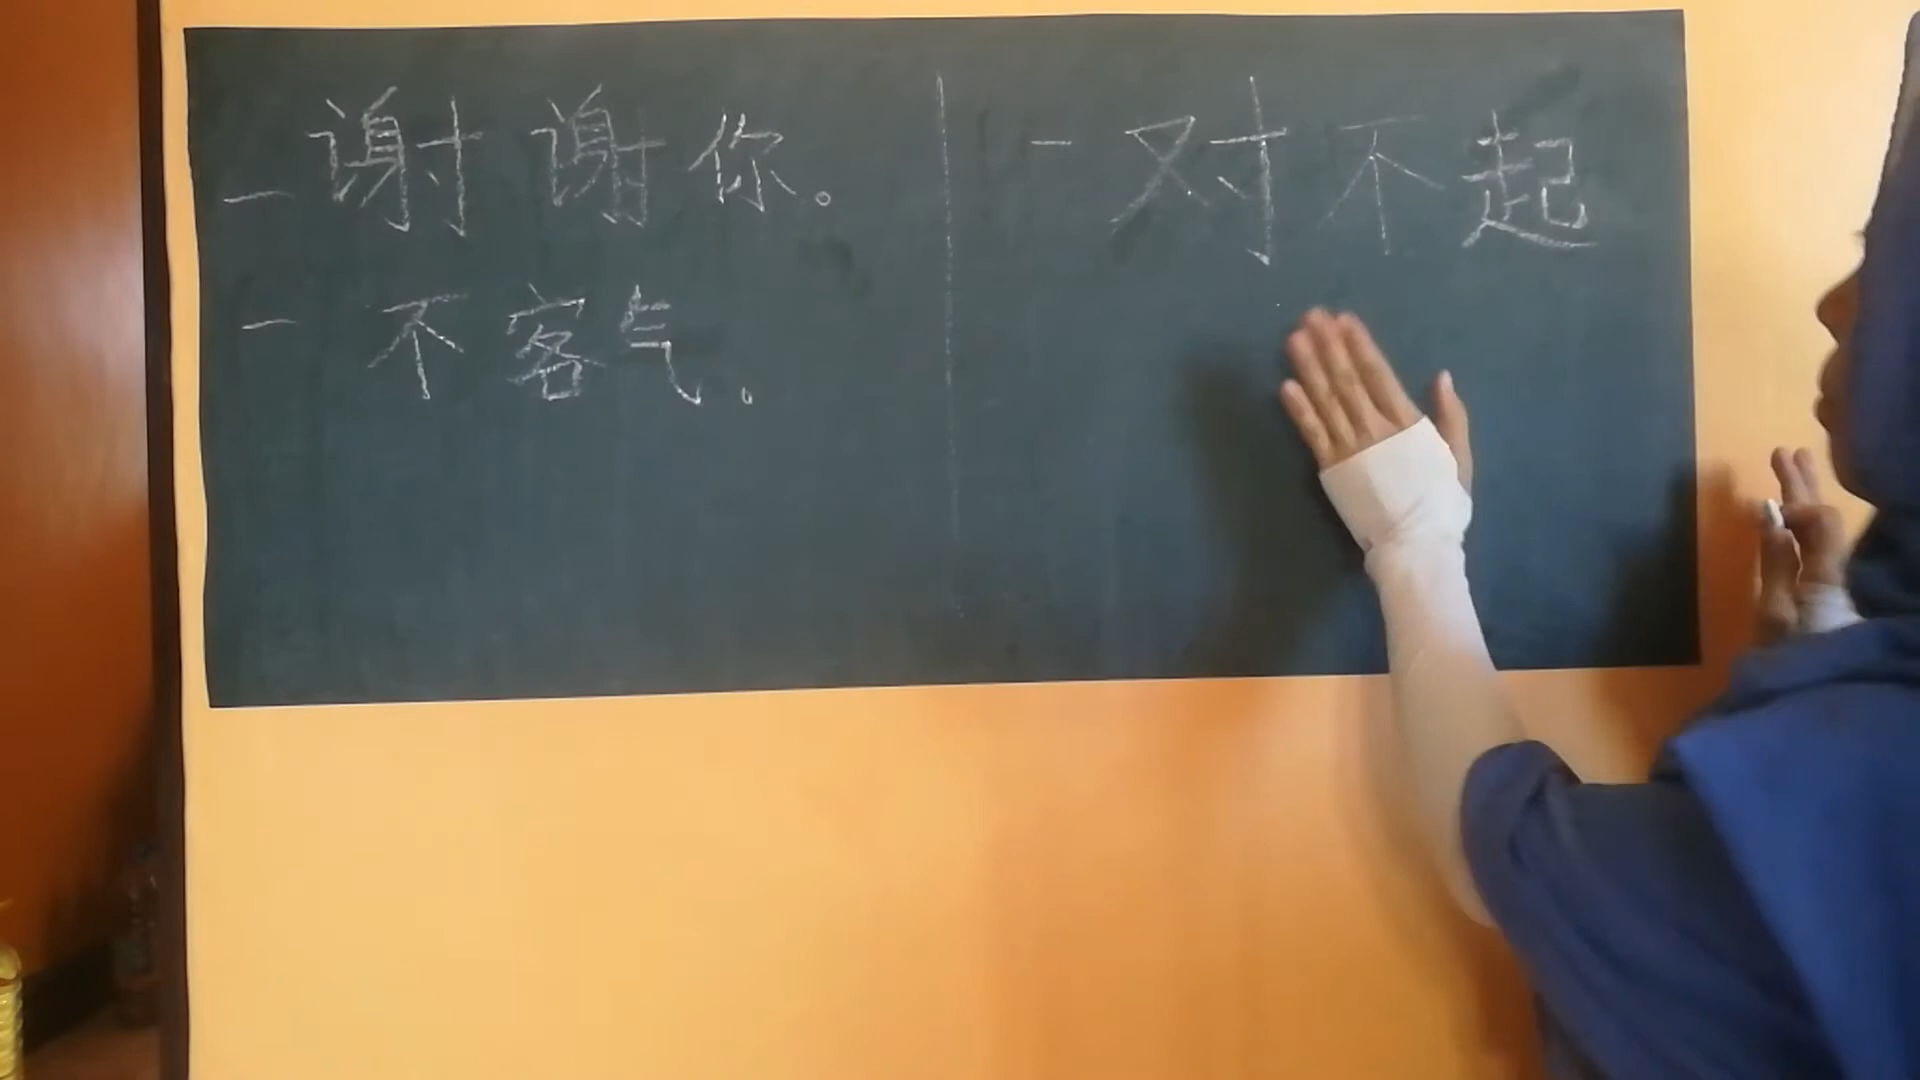 - 谢谢你。
- 不客气。
- 对不起